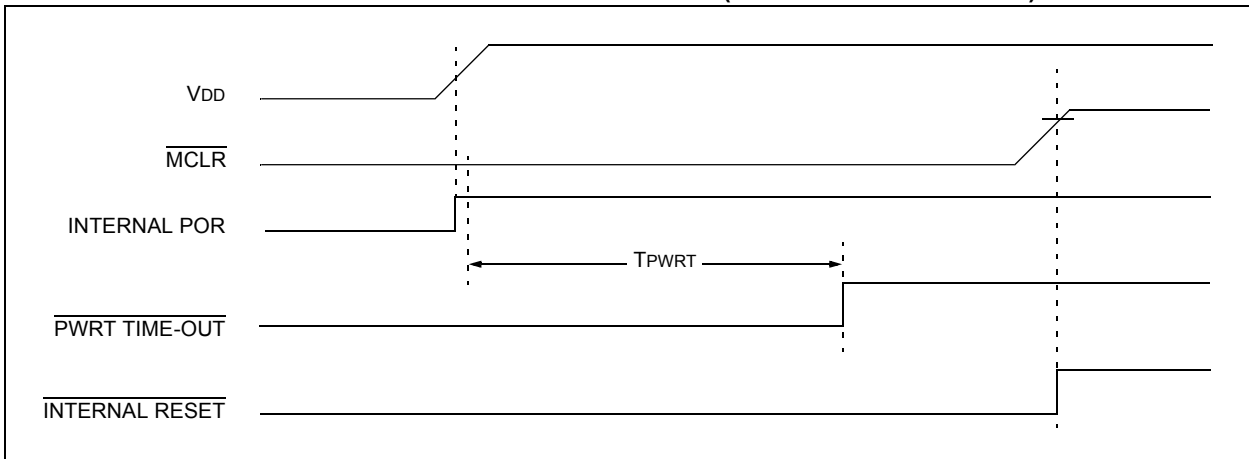 VDD
MCLR
INTERNAL POR
TPWRT
PWRT TIME-OUT
INTERNAL RESET